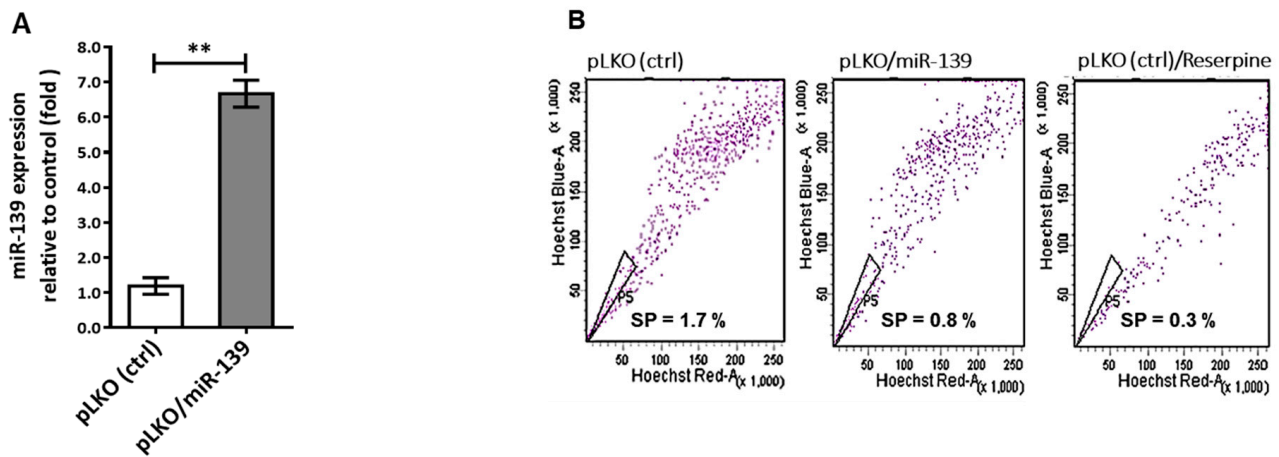 A
miR-139 expression
relative to control (fold )
8.0
7.0
6.0
5.0
4.0
3.0
2.0
1.0
0.0
**
pLKO (ctrl)
pLKO/miR-139
B
pLKO (ctrl)
Hoechst Blue-A (x 1,000)
250
200
150
100
50
P5
SP = 1.7 %
50 100 150 200 250
Hoechst Red-A (x 1,000)
pLKO/miR-139
Hoechst Blue-A (x 1,000)
250
200
150
100
50
P5
SP = 0.8 %
50 100 150 200 250
Hoechst Red-A (x 1,000)
pLKO (ctrl)/Reserpine
Hoechst Blue-A (x 1,000)
250
200
150
100
50
P5
SP = 0.3 %
50 100 150 200 250
Hoechst Red-A (x 1,000)